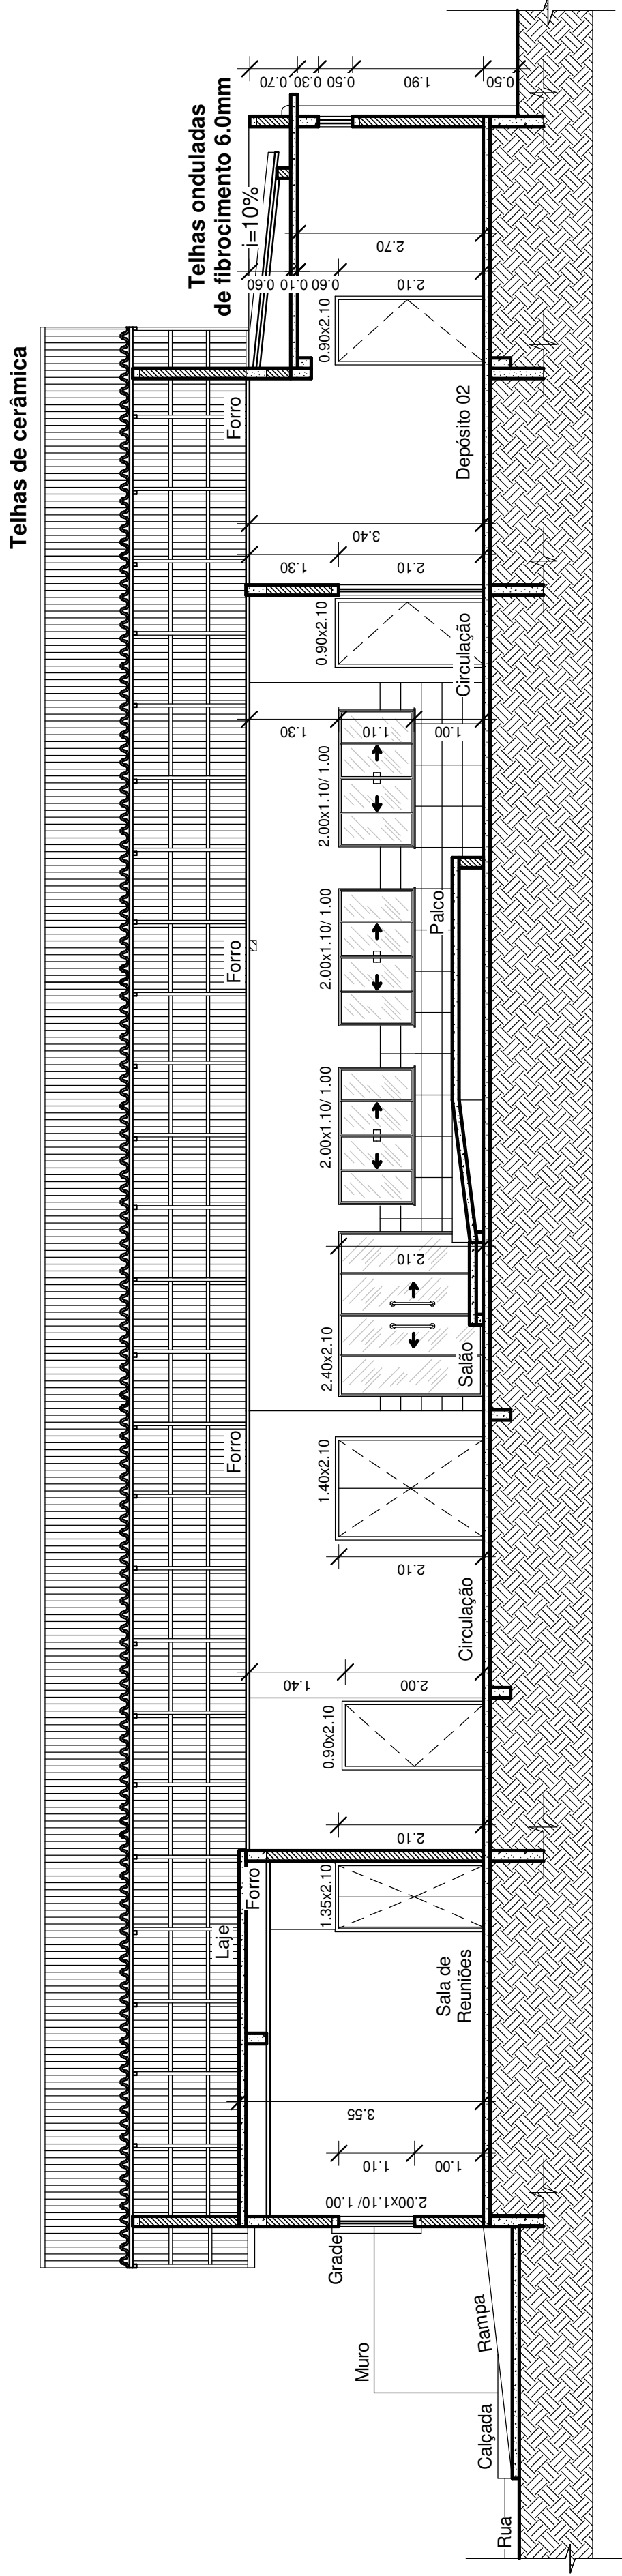 Telhas de cerâmica
Telhas onduladas
de fibrocimento 6.0mm
i=10%
0.70
0.30
0.50
1.90
0.50
2.70
0.60
0.10
0.60
2.10
0.90x2.10
Forro
Depósito 02
3.40
1.30
2.10
0.90x2.10
Circulação
1.30
1.10
1.00
2.00x1.10/ 1.00
Palco
Forro
2.00x1.10/ 1.00
2.00x1.10/ 1.00
2.10
2.40x2.10
Salão
Forro
1.40x2.10
2.10
Circulação
1.40
2.00
0.90x2.10
2.10
Forro
1.35x2.10
Laje
Sala de
Reuniões
3.55
1.10
1.00
2.00x1.10/ 1.00
Grade
Muro
Rampa
Calçada
Rua